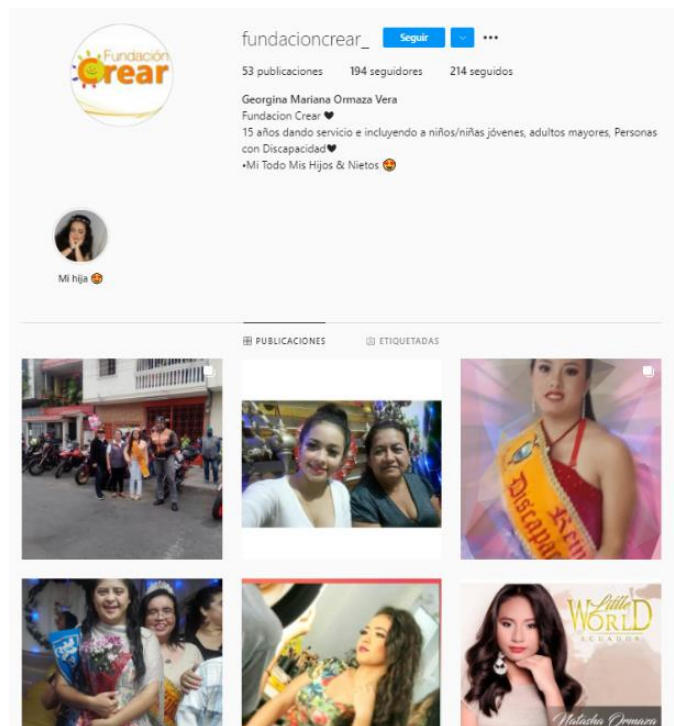 Fundación
Crear
fundacioncrear_
Seguir
53 publicaciones 194 seguidores 214 seguidos
Georgina Mariana Ormaza Vera
Fundacion Crear 🖤
15 años dando servicio e incluyendo a niños/niñas jóvenes, adultos mayores, Personas
con Discapacidad🖤
•Mi Todo Mis Hijos & Nietos 🤩
Mi hija 🤩
PUBLICACIONES ETIQUETADAS
Discapa
Little
WORLD
ECUADOR
Natasha Ormaza